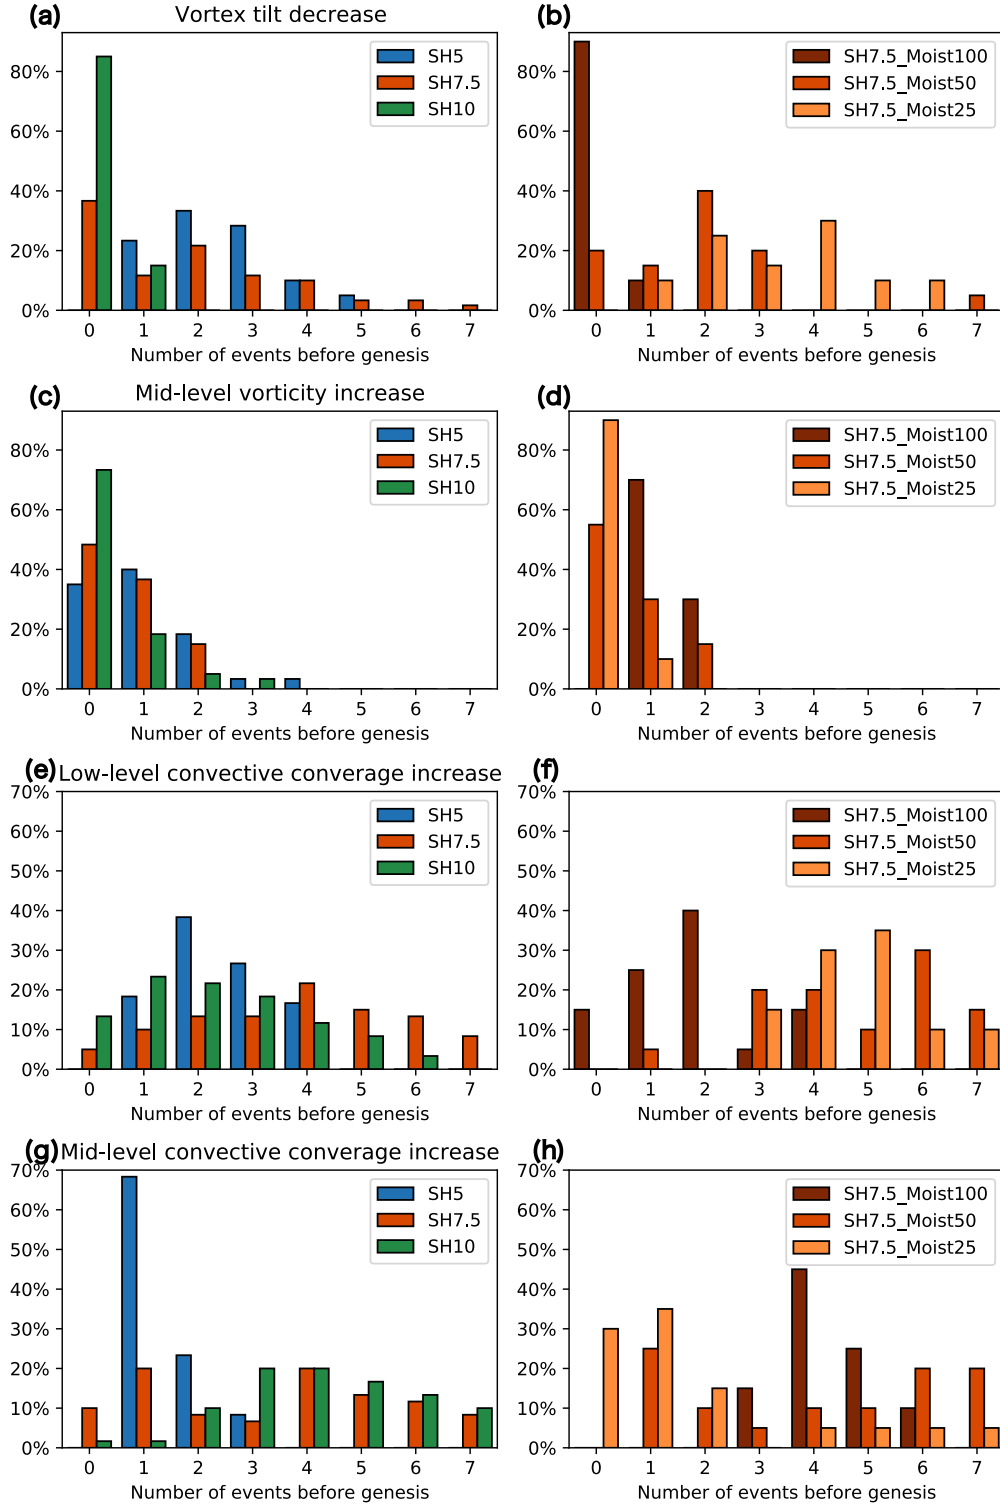 (a) Vortex tilt decrease
80%
60%
40%
20%
0%
SH5
SH7.5
SH10
0 1 2 3 4 5 6 7
Number of events before genesis
(b)
80%
60%
40%
20%
0%
SH7.5_Moist100
SH7.5_Moist50
SH7.5_Moist25
0 1 2 3 4 5 6 7
Number of events before genesis
(c) Mid-level vorticity increase
80%
60%
40%
20%
0%
SH5
SH7.5
SH10
0 1 2 3 4 5 6 7
Number of events before genesis
(d)
80%
60%
40%
20%
0%
SH7.5_Moist100
SH7.5_Moist50
SH7.5_Moist25
0 1 2 3 4 5 6 7
Number of events before genesis
(e) Low-level convective converage increase
70%
60%
50%
40%
30%
20%
10%
0%
SH5
SH7.5
SH10
0 1 2 3 4 5 6 7
Number of events before genesis
(f)
70%
60%
50%
40%
30%
20%
10%
0%
SH7.5_Moist100
SH7.5_Moist50
SH7.5_Moist25
0 1 2 3 4 5 6 7
Number of events before genesis
(g) Mid-level convective converage increase
70%
60%
50%
40%
30%
20%
10%
0%
SH5
SH7.5
SH10
0 1 2 3 4 5 6 7
Number of events before genesis
(h)
70%
60%
50%
40%
30%
20%
10%
0%
SH7.5_Moist100
SH7.5_Moist50
SH7.5_Moist25
0 1 2 3 4 5 6 7
Number of events before genesis